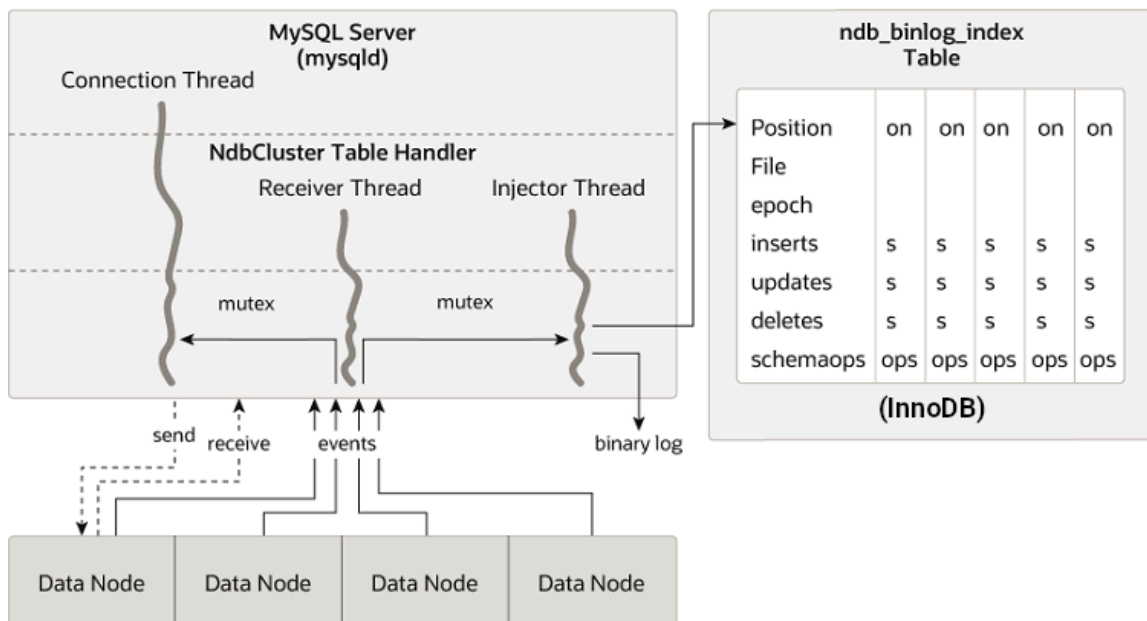 MySQL Server
(mysqld)
Connection Thread
NdbCluster Table Handler
Receiver Thread
Injector Thread
mutex
mutex
send
receive
events
binary log
Data Node
Data Node
Data Node
Data Node
ndb_binlog_index
Table
Position on on on on on
File
epoch
inserts s s s s s
updates s s s s s
deletes s s s s s
schemaops ops ops ops ops ops
(InnoDB)